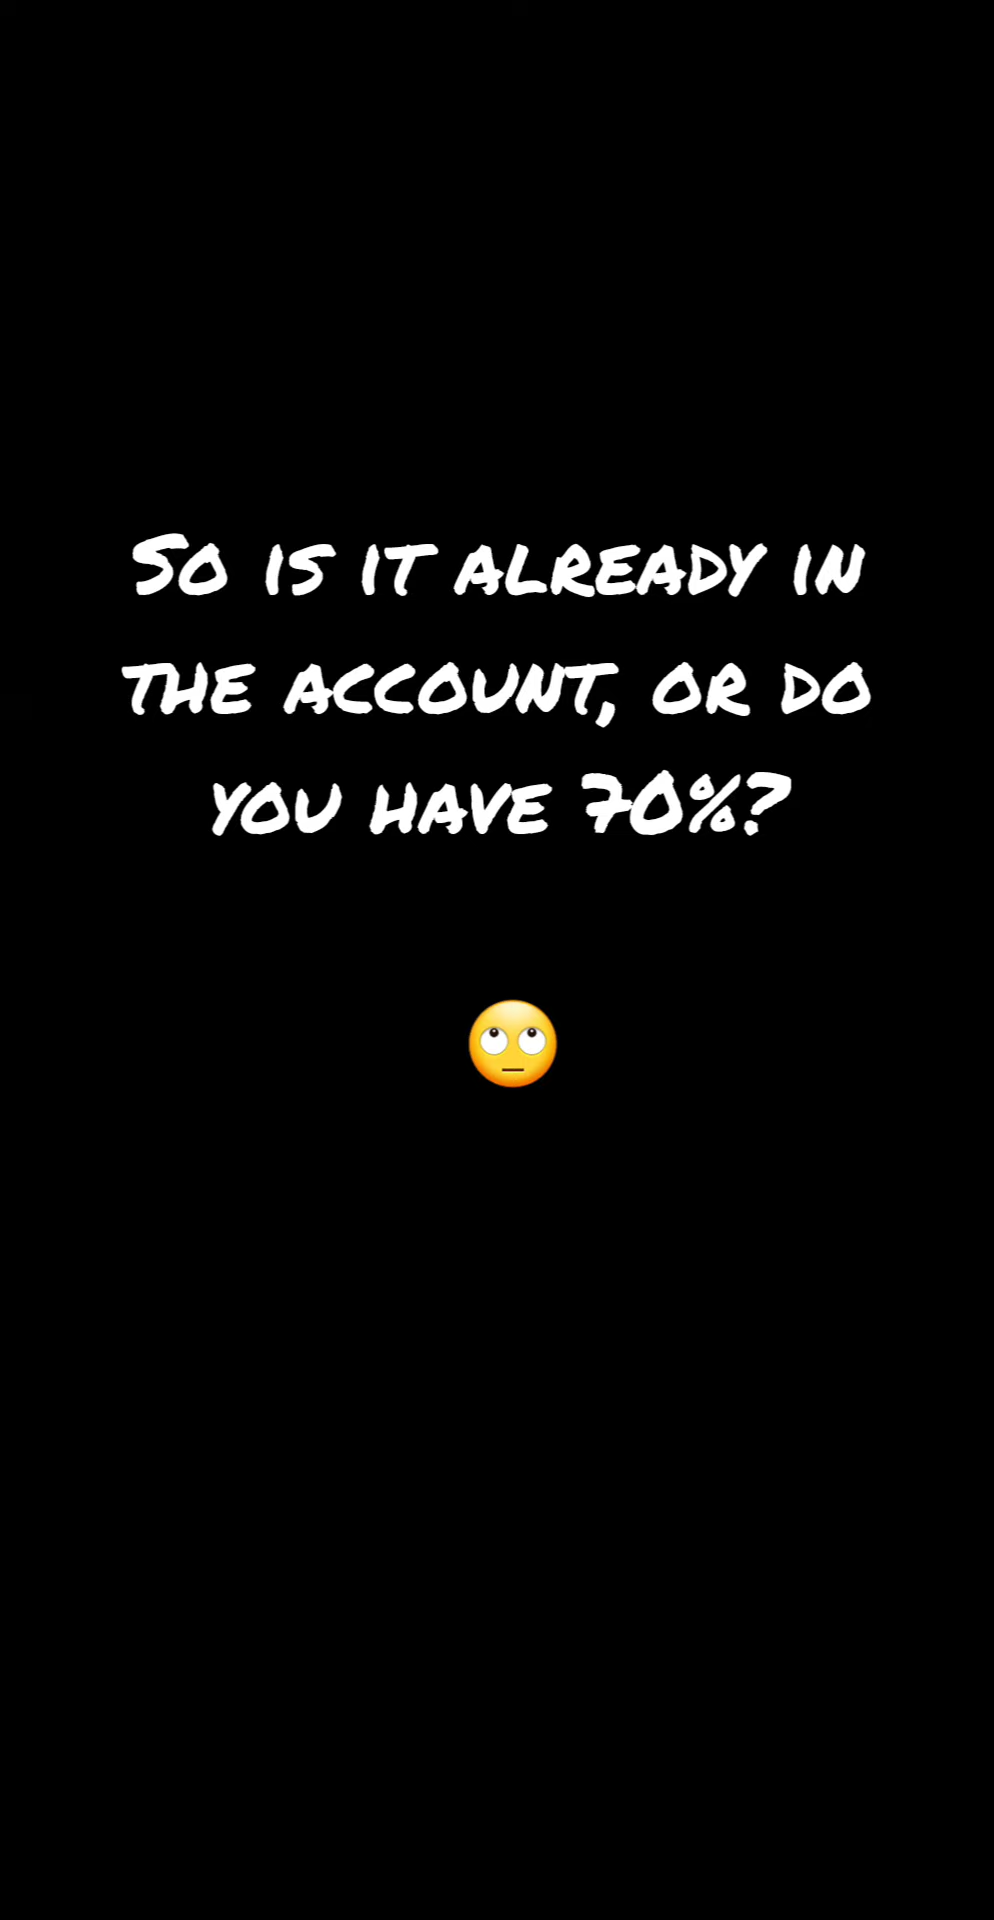 So is it already in
the account, or do
you have 70%?
🙄